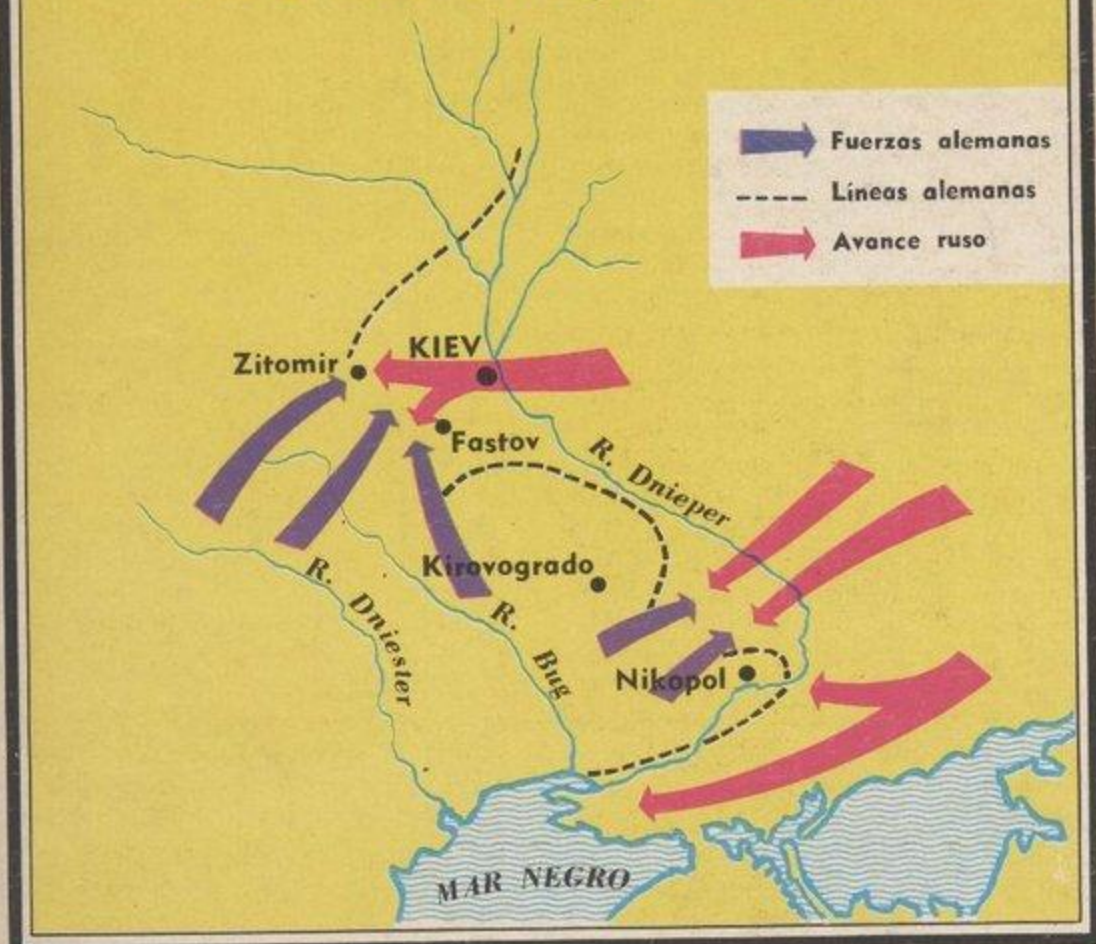 Fuerzas alemanas
Líneas alemanas
Avance ruso
KIEV
Zitomir
Fastov
R. Dnieper
Kirovogrado
R. Dniester
R. Bug
Nikopol
MAR NEGRO